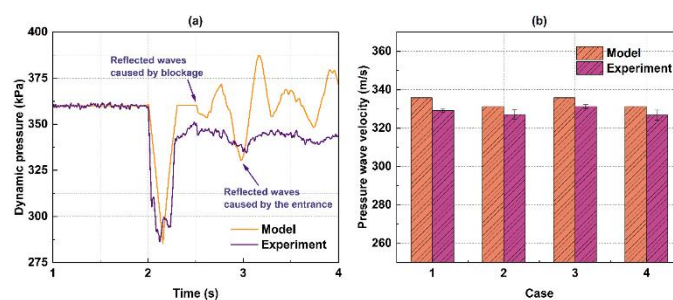 (a)
400
375
350
325
300
275
Dynamic pressure (kPa)
Reflected waves
caused by blockage
Reflected waves
caused by the entrance
Model
Experiment
1
2
3
4
Time (s)
(b)
360
340
320
300
280
260
Pressure wave velocity (m/s)
Model
Experiment
1
2
3
4
Case